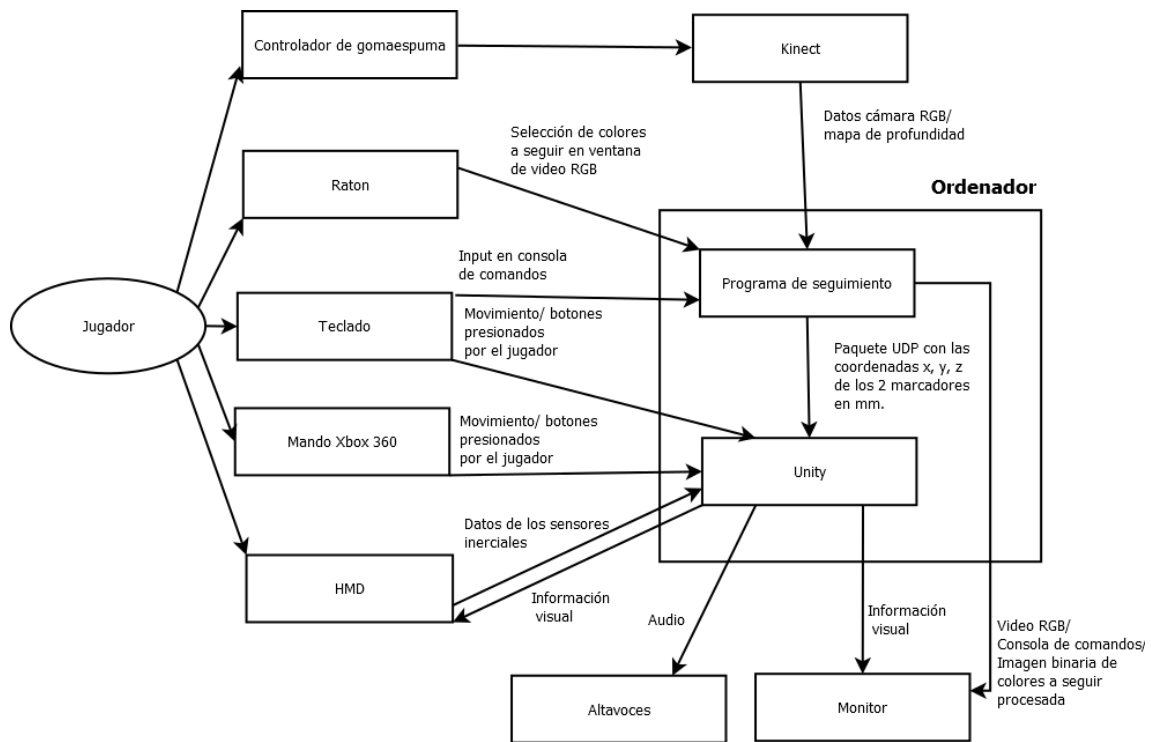 Controlador de gomaespuma
Kinect
Datos cámara RGB/
mapa de profundidad
Selección de colores
a seguir en ventana
de video RGB
Raton
Ordenador
Input en consola
de comandos
Programa de seguimiento
Jugador
Teclado
Movimiento/ botones
presionados
por el jugador
Paquete UDP con las
coordenadas x, y, z
de los 2 marcadores
en mm.
Mando Xbox 360
Movimiento/ botones
presionados
por el jugador
Unity
Datos de los sensores
inerciales
HMD
Información
visual
Audio
Información
visual
Video RGB/
Consola de comandos/
Imagen binaria de
colores a seguir
procesada
Altavoces
Monitor